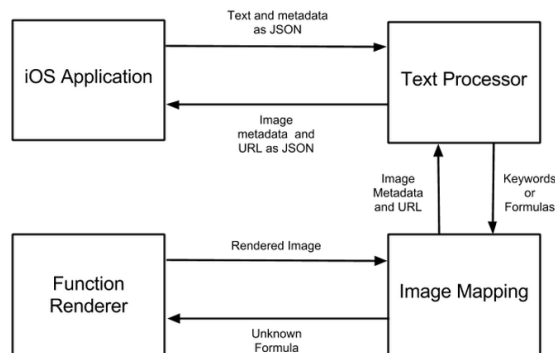 Text and metadata
as JSON
iOS Application
Text Processor
Image
metadata and
URL as JSON
Image
Metadata
and URL
Keywords
or
Formulas
Rendered Image
Function
Renderer
Image Mapping
Unknown
Formula